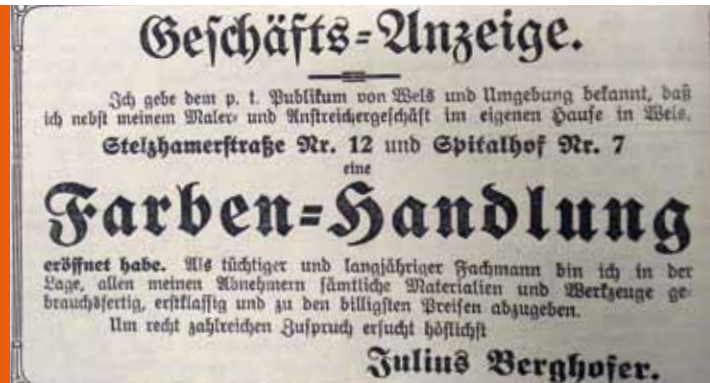 Geschäfts-Anzeige.
Ich gebe dem p. t. Publikum von Wels und Umgebung bekannt, daß
ich nebst meinem Maler- und Anstreichergeschäft im eigenen Hause in Wels,
Stelzhamerstraße Nr. 12 und Spitalhof Nr. 7
eine
Farben-Handlung
eröffnet habe. Als tüchtiger und langjähriger Fachmann bin ich in der
Lage, allen meinen Abnehmern sämtliche Materialien und Werkzeuge ge-
brauchsfertig, erstklassig und zu den billigsten Preisen abzugeben.
Um recht zahlreichen Zuspruch ersucht höflichst
Julius Berghofer.